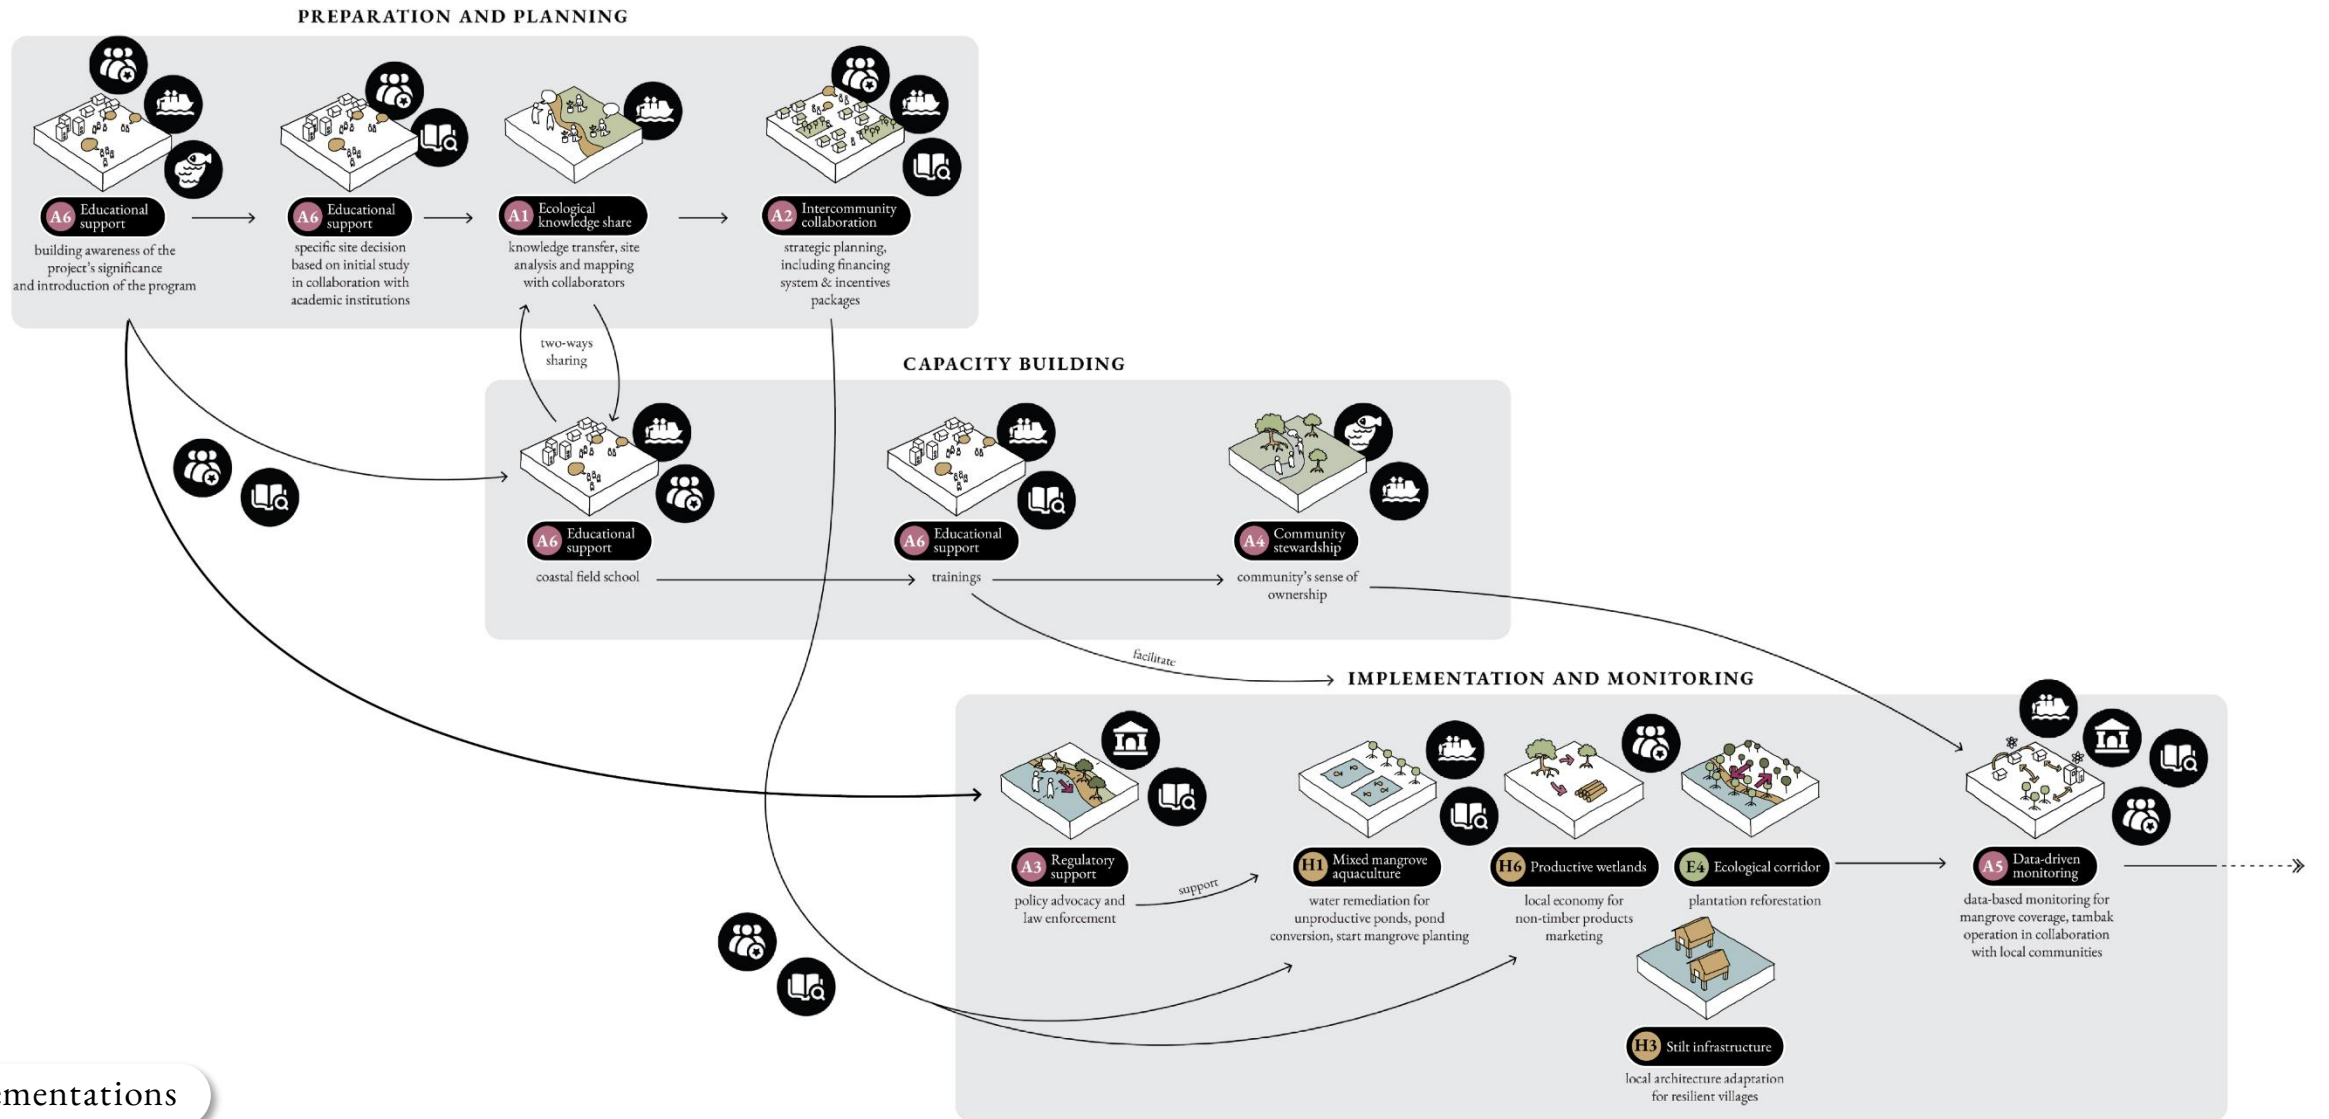 PREPARATION AND PLANNING
A6 Educational
support
building awareness of the
project's significance
and introduction of the program
A6 Educational
support
specific site decision
based on initial study
in collaboration with
academic institutions
A1 Ecological
knowledge share
knowledge transfer, site
analysis and mapping
with collaborators
A2 Intercommunity
collaboration
strategic planning,
including financing
system & incentives
packages
two-ways
sharing
CAPACITY BUILDING
A6 Educational
support
coastal field school
A6 Educational
support
trainings
A4 Community
stewardship
community's sense of
ownership
facilitate
IMPLEMENTATION AND MONITORING
A3 Regulatory
support
policy advocacy and
law enforcement
support
H1 Mixed mangrove
aquaculture
water remediation for
unproductive ponds, pond
conversion, start mangrove planting
H6 Productive wetlands
local economy for
non-timber products
marketing
E4 Ecological corridor
plantation reforestation
H3 Stilt infrastructure
local architecture adaptation
for resilient villages
A5 Data-driven
monitoring
data-based monitoring for
mangrove coverage, tambak
operation in collaboration
with local communities
ementations